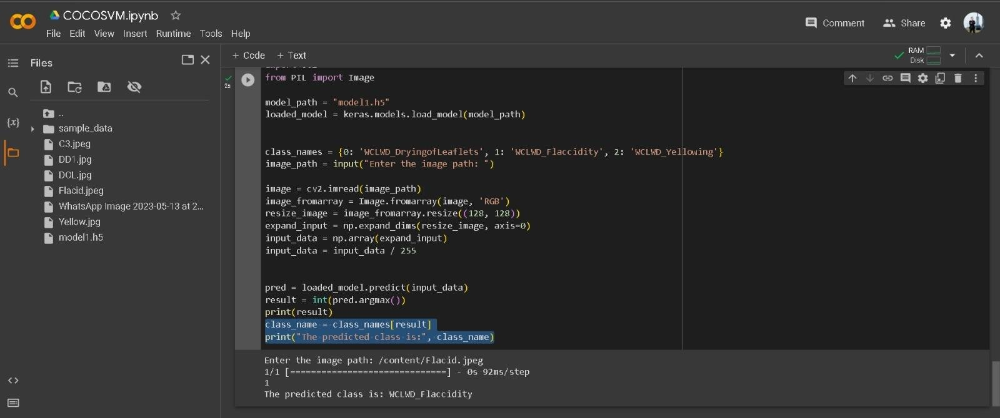 COCOSVM.ipynb
File Edit View Insert Runtime Tools Help
Comment
Share
Files
+ Code + Text
RAM
Disk
{x}
..
sample_data
C3.jpeg
DD1.jpg
DOL.jpg
Flacid.jpeg
WhatsApp Image 2023-05-13 at 2...
Yellow.jpg
model1.h5
2s
from PIL import Image
model_path = "model1.h5"
loaded_model = keras.models.load_model(model_path)
class_names = {0: 'WCLWD_DryingofLeaflets', 1: 'WCLWD_Flaccidity', 2: 'WCLWD_Yellowing'}
image_path = input("Enter the image path: ")
image = cv2.imread(image_path)
image_fromarray = Image.fromarray(image, 'RGB')
resize_image = image_fromarray.resize((128, 128))
expand_input = np.expand_dims(resize_image, axis=0)
input_data = np.array(expand_input)
input_data = input_data / 255
pred = loaded_model.predict(input_data)
result = int(pred.argmax())
print(result)
class_name = class_names[result]
print("The predicted class is:", class_name)
Enter the image path: /content/Flacid.jpeg
1/1 [==============================] - 0s 92ms/step
1
The predicted class is: WCLWD_Flaccidity